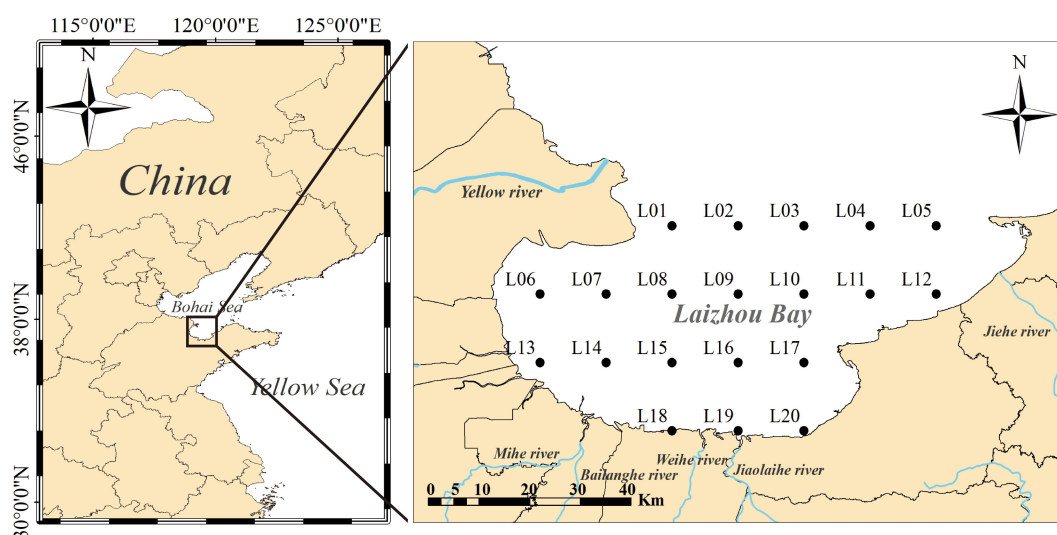 115°0'0"E 120°0'0"E 125°0'0"E
N
46°0'0"N
38°0'0"N
30°0'0"N
China
Bohai Sea
Yellow Sea
N
Yellow river
L01 L02 L03 L04 L05
L06 L07 L08 L09 L10 L11 L12
Laizhou Bay
Jiehe river
L13 L14 L15 L16 L17
L18 L19 L20
Mihe river
Bailanghe river
Weihe river
Jiaolaihe river
0 5 10 20 30 40
Km